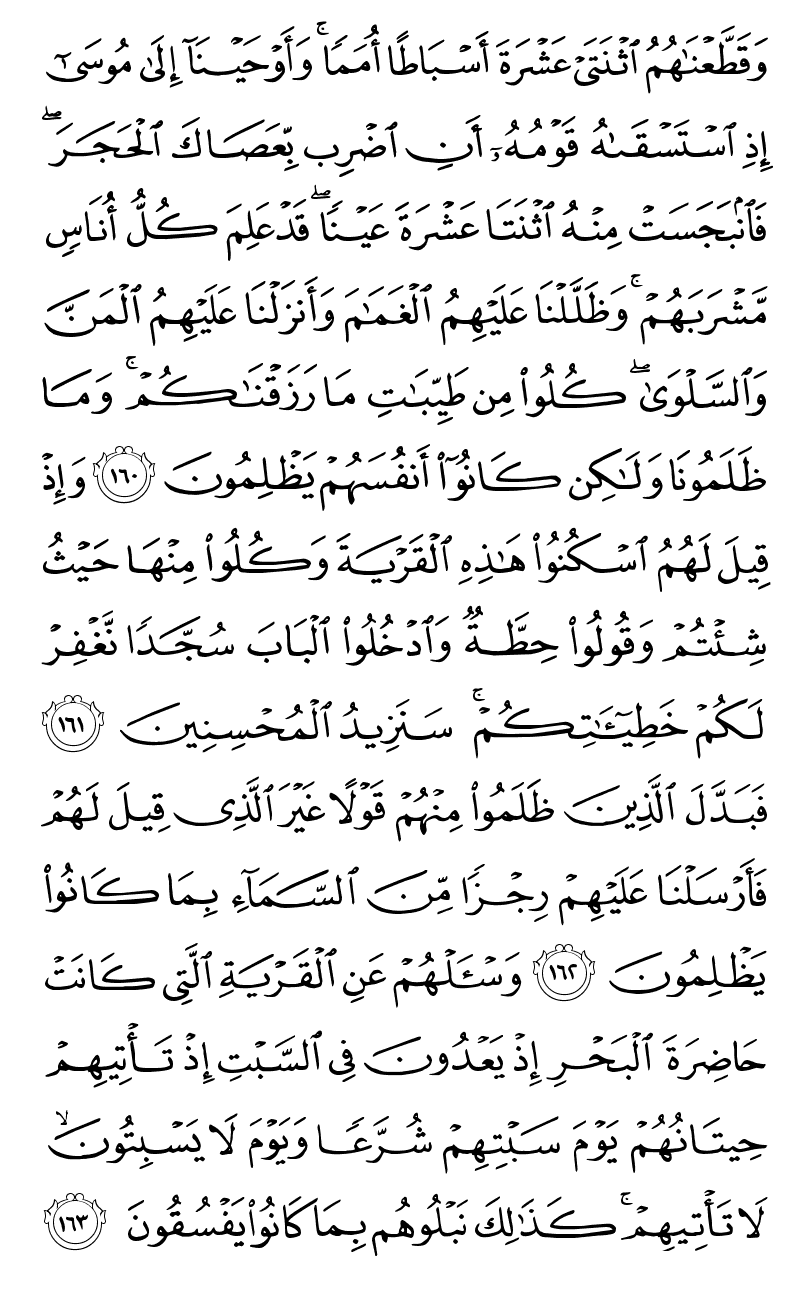 وَقَطَّعْنَٰهُمُ ٱثْنَتَىْ عَشْرَةَ أَسْبَاطًا أُمَمًا ۚ وَأَوْحَيْنَآ إِلَىٰ مُوسَىٰٓ
إِذِ ٱسْتَسْقَىٰهُ قَوْمُهُۥٓ أَنِ ٱضْرِب بِّعَصَاكَ ٱلْحَجَرَ ۖ
فَٱنۢبَجَسَتْ مِنْهُ ٱثْنَتَا عَشْرَةَ عَيْنًا ۖ قَدْ عَلِمَ كُلُّ أُنَاسٍ
مَّشْرَبَهُمْ ۚ وَظَلَّلْنَا عَلَيْهِمُ ٱلْغَمَٰمَ وَأَنزَلْنَا عَلَيْهِمُ ٱلْمَنَّ
وَٱلسَّلْوَىٰ ۖ كُلُوا۟ مِن طَيِّبَٰتِ مَا رَزَقْنَٰكُمْ ۚ وَمَا
ظَلَمُونَا وَلَٰكِن كَانُوٓا۟ أَنفُسَهُمْ يَظْلِمُونَ ١٦٠ وَإِذْ
قِيلَ لَهُمُ ٱسْكُنُوا۟ هَٰذِهِ ٱلْقَرْيَةَ وَكُلُوا۟ مِنْهَا حَيْثُ
شِئْتُمْ وَقُولُوا۟ حِطَّةٌ وَٱدْخُلُوا۟ ٱلْبَابَ سُجَّدًا نَّغْفِرْ
لَكُمْ خَطِيٓـَٰٔتِكُمْ ۚ سَنَزِيدُ ٱلْمُحْسِنِينَ ١٦١
فَبَدَّلَ ٱلَّذِينَ ظَلَمُوا۟ مِنْهُمْ قَوْلًا غَيْرَ ٱلَّذِى قِيلَ لَهُمْ
فَأَرْسَلْنَا عَلَيْهِمْ رِجْزًا مِّنَ ٱلسَّمَآءِ بِمَا كَانُوا۟
يَظْلِمُونَ ١٦٢ وَسْـَٔلْهُمْ عَنِ ٱلْقَرْيَةِ ٱلَّتِى كَانَتْ
حَاضِرَةَ ٱلْبَحْرِ إِذْ يَعْدُونَ فِى ٱلسَّبْتِ إِذْ تَأْتِيهِمْ
حِيتَانُهُمْ يَوْمَ سَبْتِهِمْ شُرَّعًا وَيَوْمَ لَا يَسْبِتُونَ ۙ
لَا تَأْتِيهِمْ ۚ كَذَٰلِكَ نَبْلُوهُم بِمَا كَانُوا۟ يَفْسُقُونَ ١٦٣